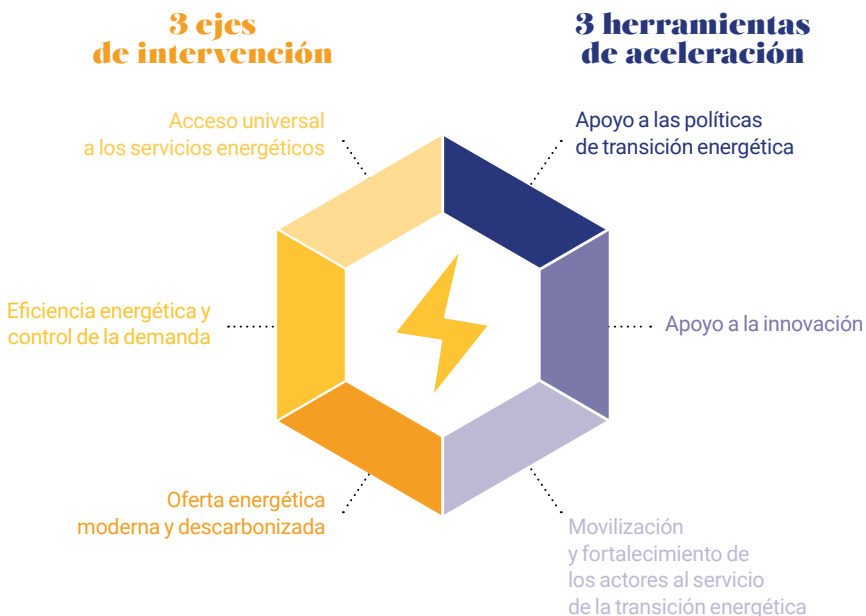 3 ejes
de intervención
3 herramientas
de aceleración
Acceso universal
a los servicios energéticos
Apoyo a las políticas
de transición energética
Eficiencia energética y
control de la demanda
Apoyo a la innovación
Oferta energética
moderna y descarbonizada
Movilización
y fortalecimiento de
los actores al servicio
de la transición energética